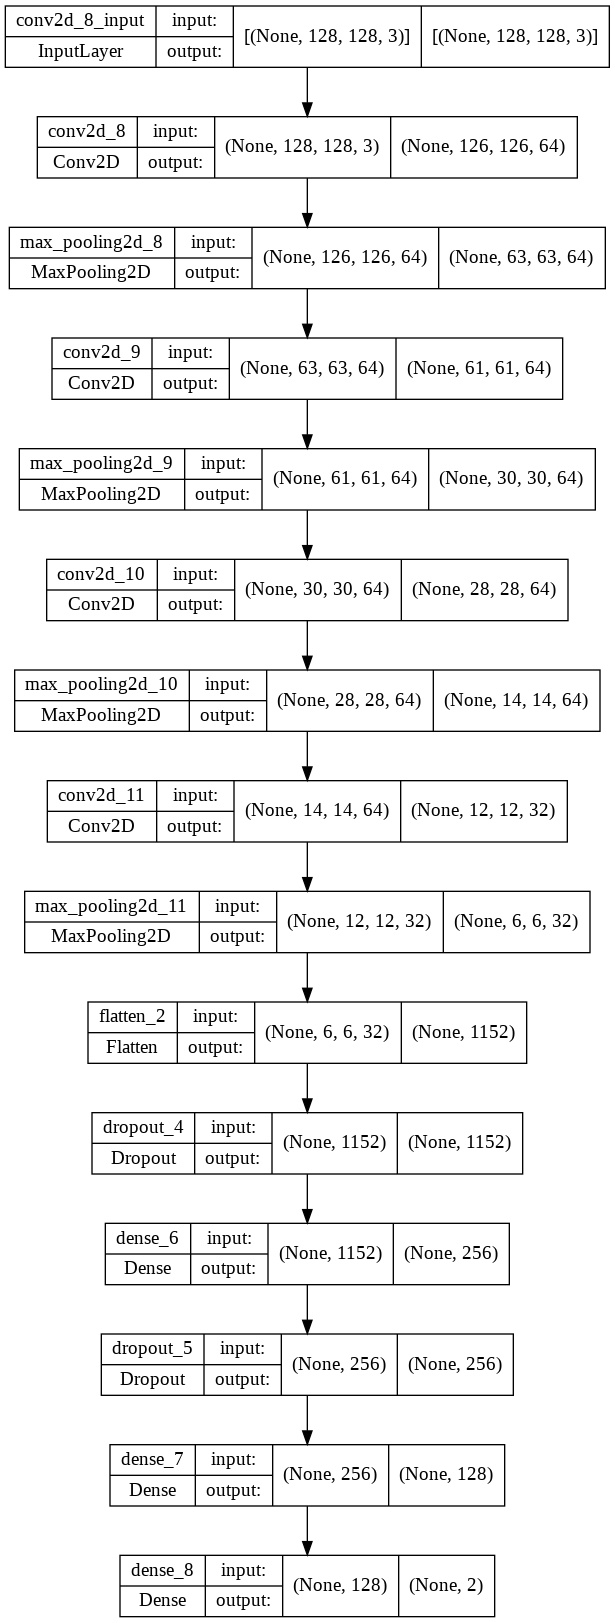 conv2d_8_input input: [(None, 128, 128, 3)] [(None, 128, 128, 3)]
InputLayer output:
conv2d_8 input: (None, 128, 128, 3) (None, 126, 126, 64)
Conv2D output:
max_pooling2d_8 input: (None, 126, 126, 64) (None, 63, 63, 64)
MaxPooling2D output:
conv2d_9 input: (None, 63, 63, 64) (None, 61, 61, 64)
Conv2D output:
max_pooling2d_9 input: (None, 61, 61, 64) (None, 30, 30, 64)
MaxPooling2D output:
conv2d_10 input: (None, 30, 30, 64) (None, 28, 28, 64)
Conv2D output:
max_pooling2d_10 input: (None, 28, 28, 64) (None, 14, 14, 64)
MaxPooling2D output:
conv2d_11 input: (None, 14, 14, 64) (None, 12, 12, 32)
Conv2D output:
max_pooling2d_11 input: (None, 12, 12, 32) (None, 6, 6, 32)
MaxPooling2D output:
flatten_2 input: (None, 6, 6, 32) (None, 1152)
Flatten output:
dropout_4 input: (None, 1152) (None, 1152)
Dropout output:
dense_6 input: (None, 1152) (None, 256)
Dense output:
dropout_5 input: (None, 256) (None, 256)
Dropout output:
dense_7 input: (None, 256) (None, 128)
Dense output:
dense_8 input: (None, 128) (None, 2)
Dense output: